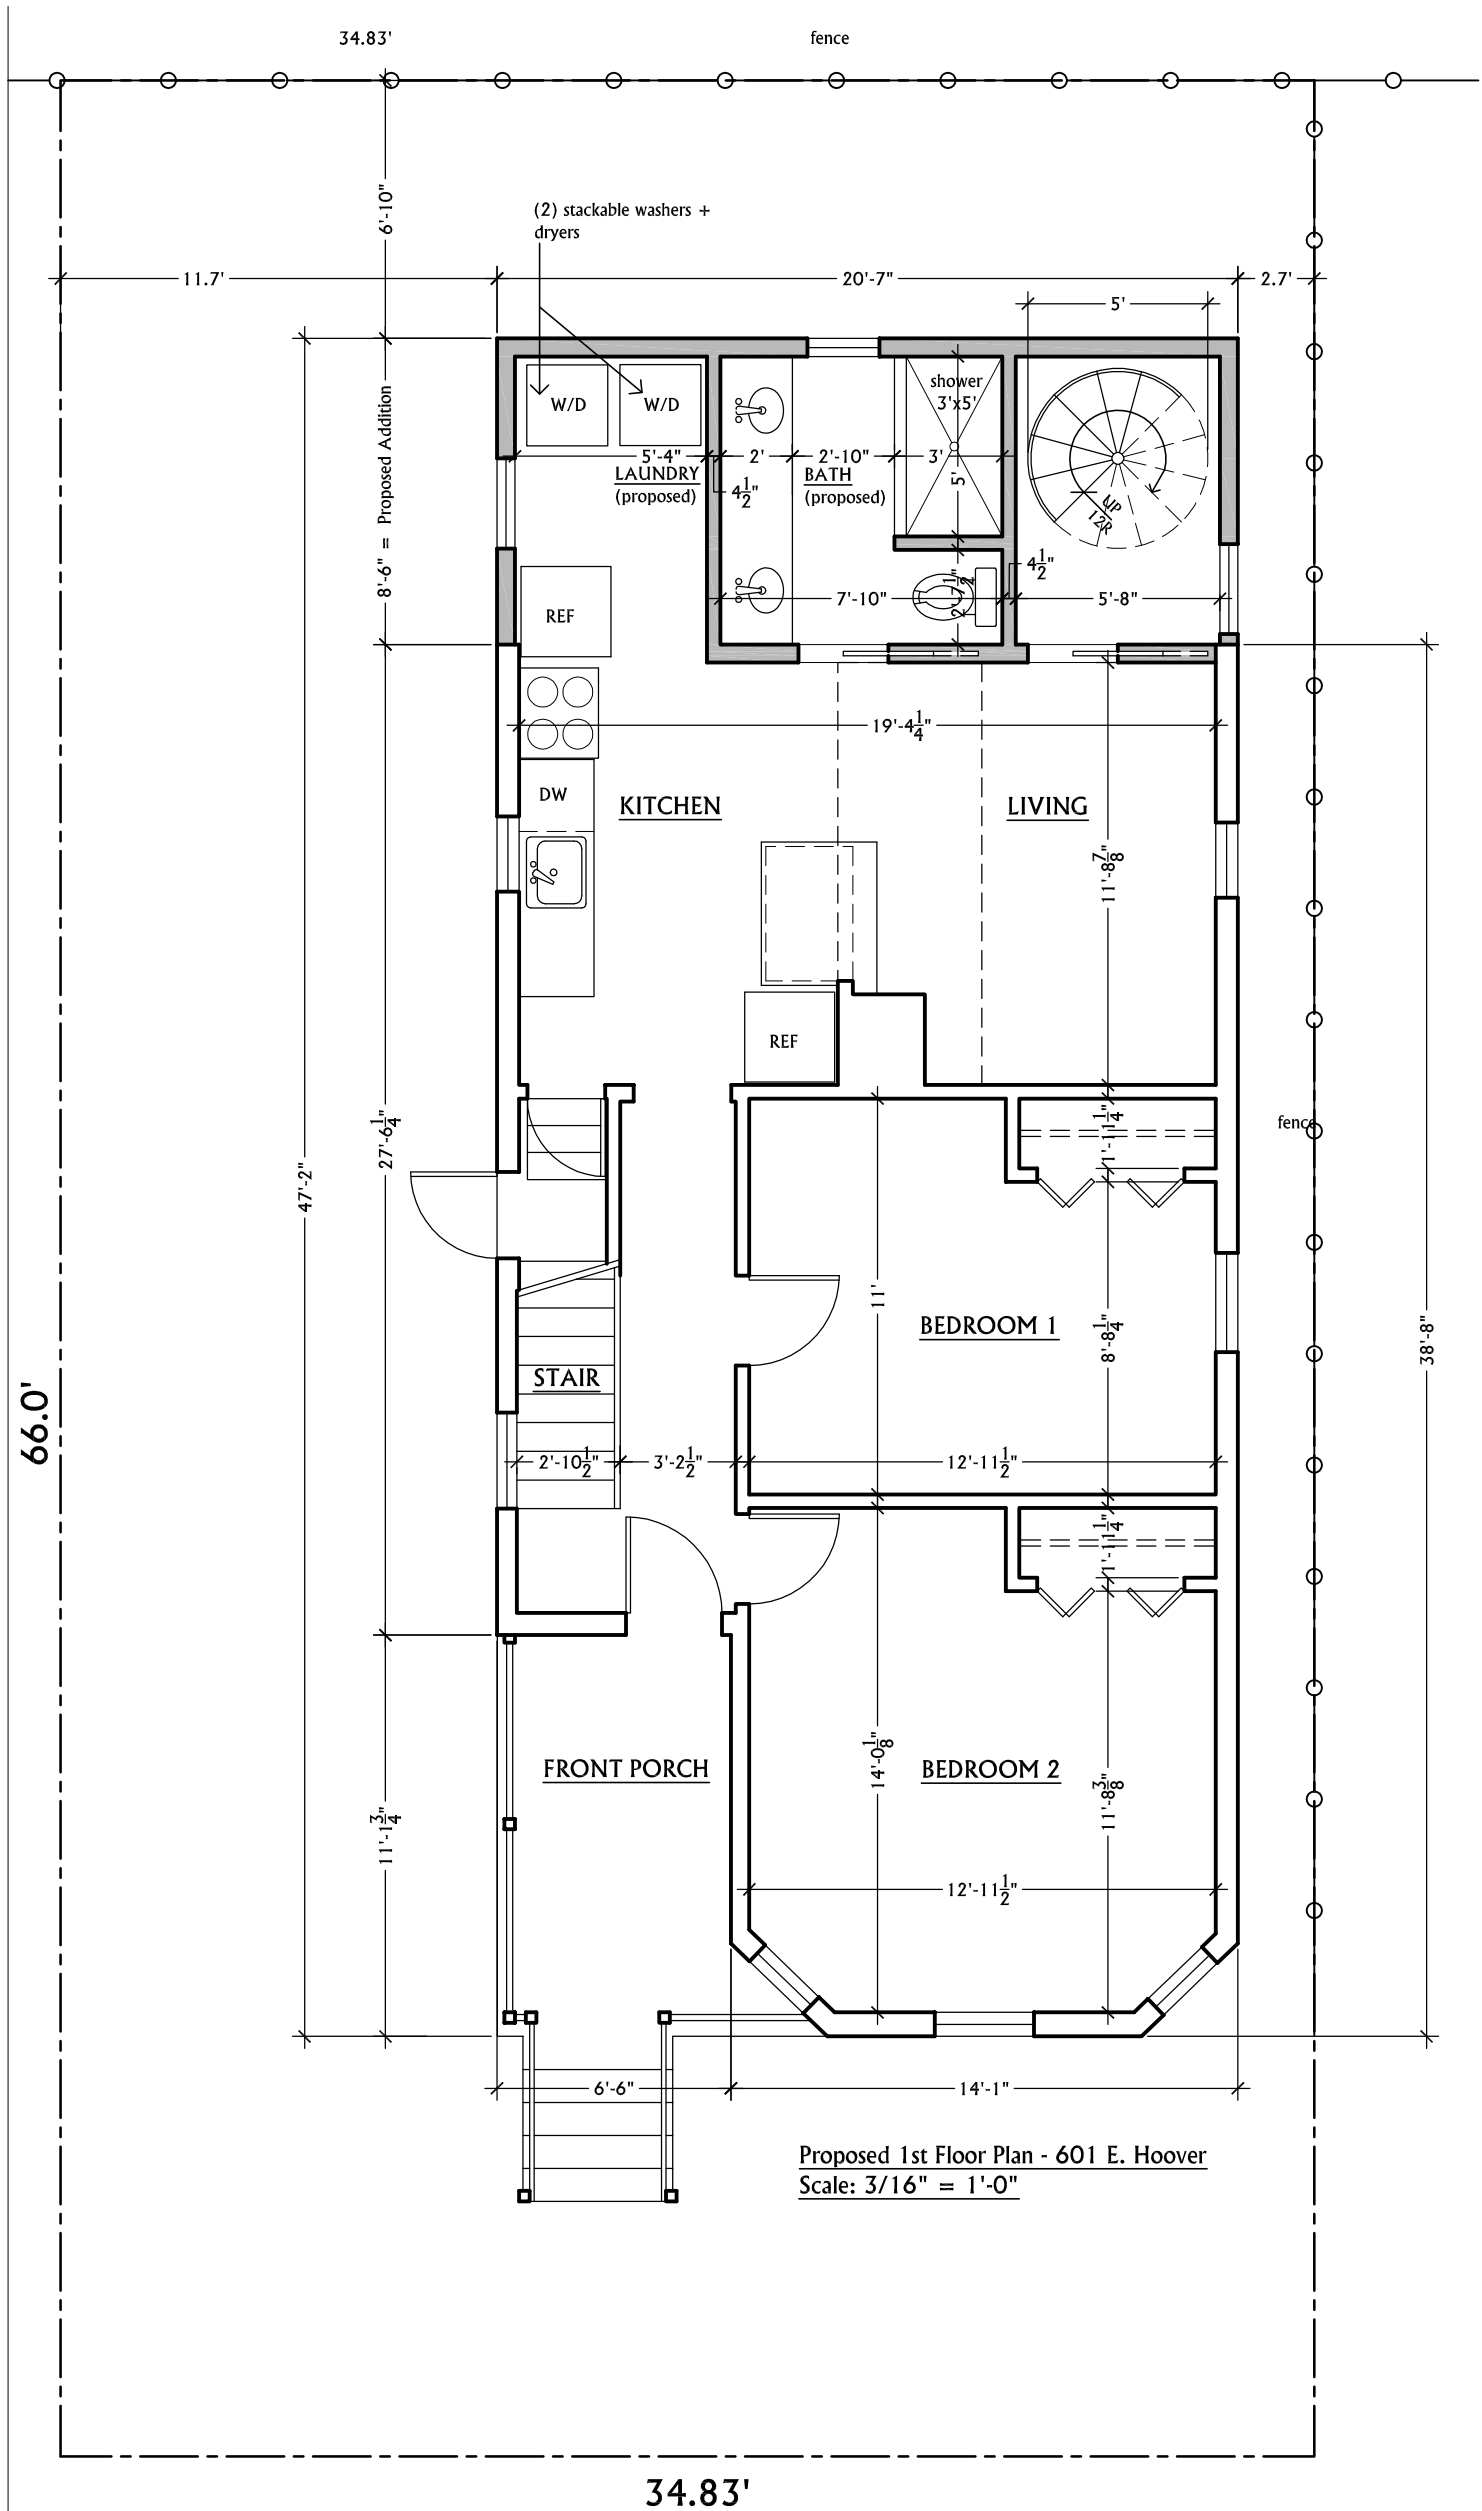 34.83'
fence
6'-10"
(2) stackable washers +
dryers
11.7'
20'-7"
2.7'
5'
8'-6" = Proposed Addition
W/D
W/D
shower
3'x5'
5'-4"
2'
2'-10"
3'
5'
LAUNDRY
(proposed)
4 1/2"
BATH
(proposed)
UP
12R
REF
7'-10"
2'-7 1/2"
4 1/2"
5'-8"
19'-4 1/4"
DW
KITCHEN
LIVING
11'-8 7/8"
REF
fence
27'-6 1/4"
47'-2"
1'-11 1/4"
11'
BEDROOM 1
8'-8 1/4"
38'-8"
STAIR
66.0'
2'-10 1/2"
3'-2 1/2"
12'-11 1/2"
1'-11 1/4"
FRONT PORCH
14'-0 1/8"
BEDROOM 2
11'-8 3/8"
11'-1 3/4"
12'-11 1/2"
6'-6"
14'-1"
Proposed 1st Floor Plan - 601 E. Hoover
Scale: 3/16" = 1'-0"
34.83'